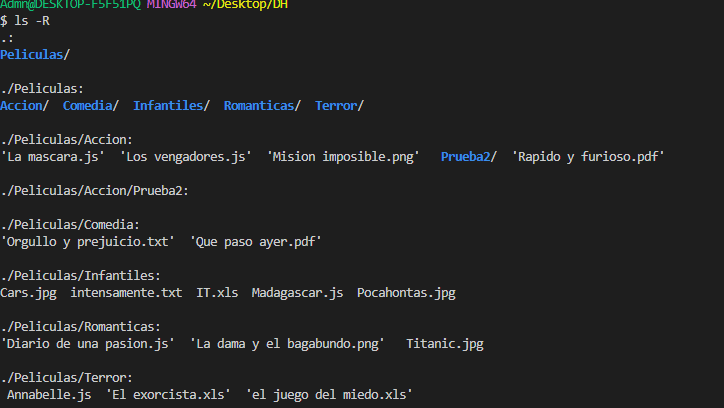 Admn@DESKTOP-F5F51PQ MINGW64 ~/Desktop/DH
$ ls -R
.:
Peliculas/
./Peliculas:
Accion/  Comedia/  Infantiles/  Romanticas/  Terror/
./Peliculas/Accion:
'La mascara.js'  'Los vengadores.js'  'Mision imposible.png'   Prueba2/  'Rapido y furioso.pdf'
./Peliculas/Accion/Prueba2:
./Peliculas/Comedia:
'Orgullo y prejuicio.txt'  'Que paso ayer.pdf'
./Peliculas/Infantiles:
Cars.jpg  intensamente.txt  IT.xls  Madagascar.js  Pocahontas.jpg
./Peliculas/Romanticas:
'Diario de una pasion.js'  'La dama y el bagabundo.png'   Titanic.jpg
./Peliculas/Terror:
 Annabelle.js  'El exorcista.xls'  'el juego del miedo.xls'